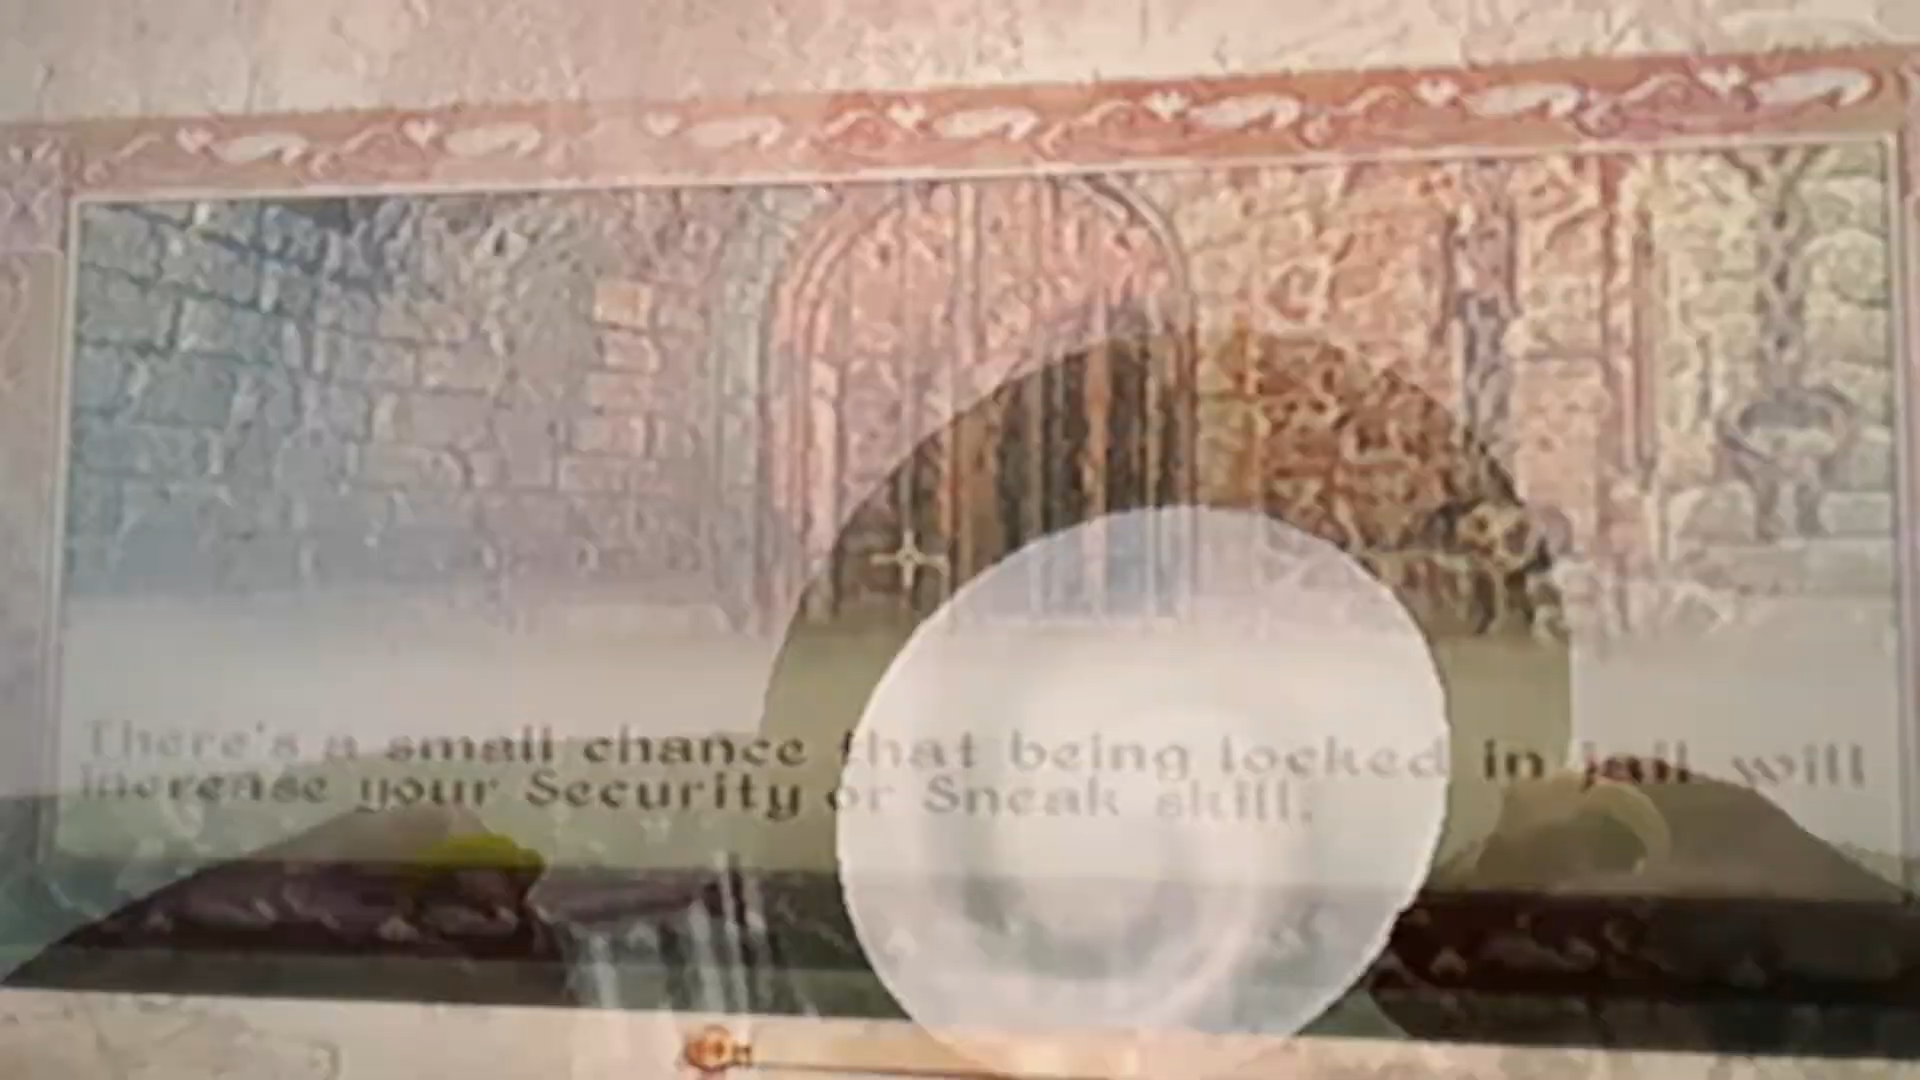 There's a small chance that being locked in jail will
increase your Security or Sneak skill.